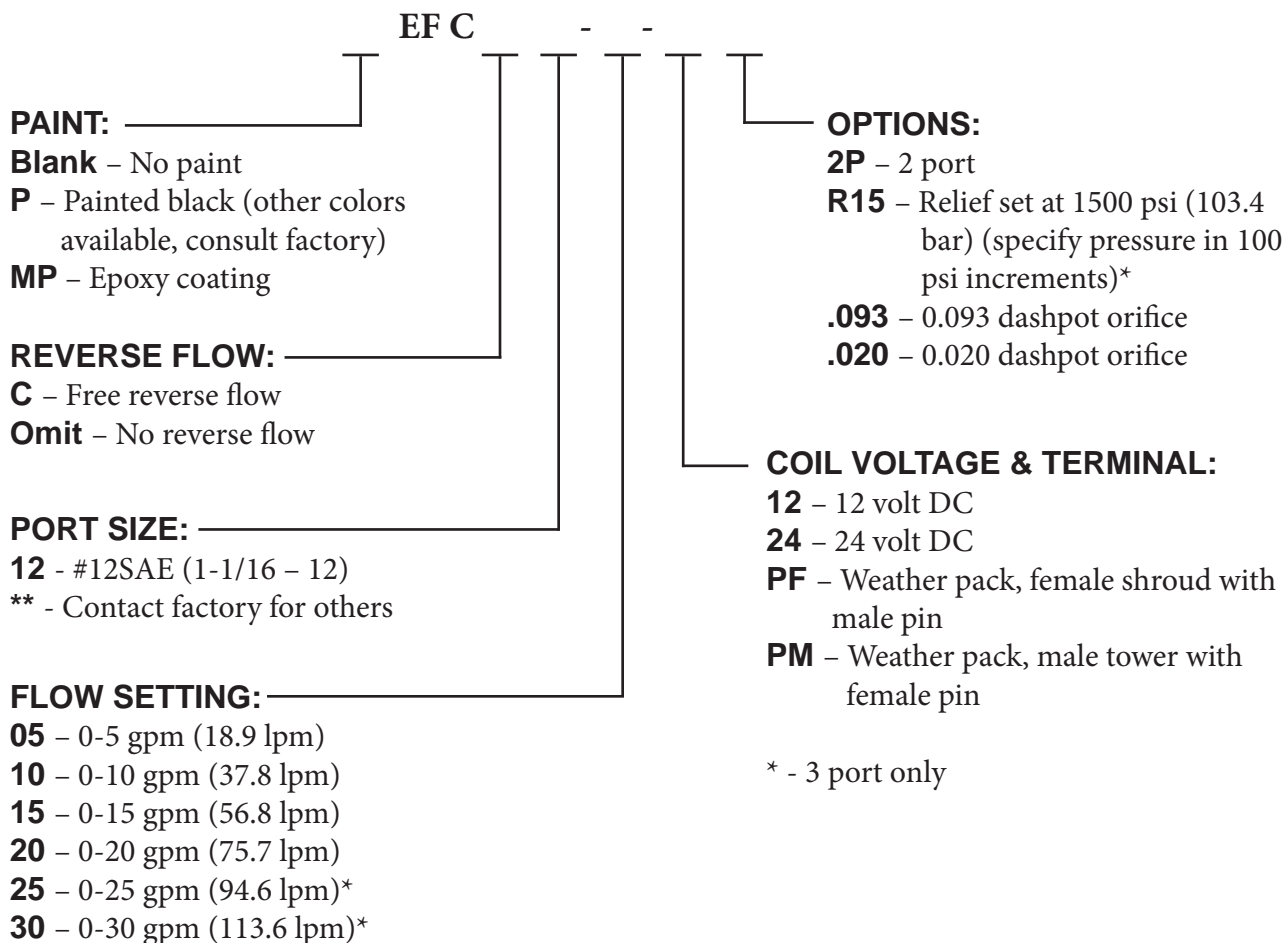 EF C - -
PAINT:
Blank – No paint
P – Painted black (other colors
available, consult factory)
MP – Epoxy coating
REVERSE FLOW:
C – Free reverse flow
Omit – No reverse flow
PORT SIZE:
12 - #12SAE (1-1/16 – 12)
** - Contact factory for others
FLOW SETTING:
05 – 0-5 gpm (18.9 lpm)
10 – 0-10 gpm (37.8 lpm)
15 – 0-15 gpm (56.8 lpm)
20 – 0-20 gpm (75.7 lpm)
25 – 0-25 gpm (94.6 lpm)*
30 – 0-30 gpm (113.6 lpm)*
OPTIONS:
2P – 2 port
R15 – Relief set at 1500 psi (103.4
bar) (specify pressure in 100
psi increments)*
.093 – 0.093 dashpot orifice
.020 – 0.020 dashpot orifice
COIL VOLTAGE & TERMINAL:
12 – 12 volt DC
24 – 24 volt DC
PF – Weather pack, female shroud with
male pin
PM – Weather pack, male tower with
female pin
* - 3 port only